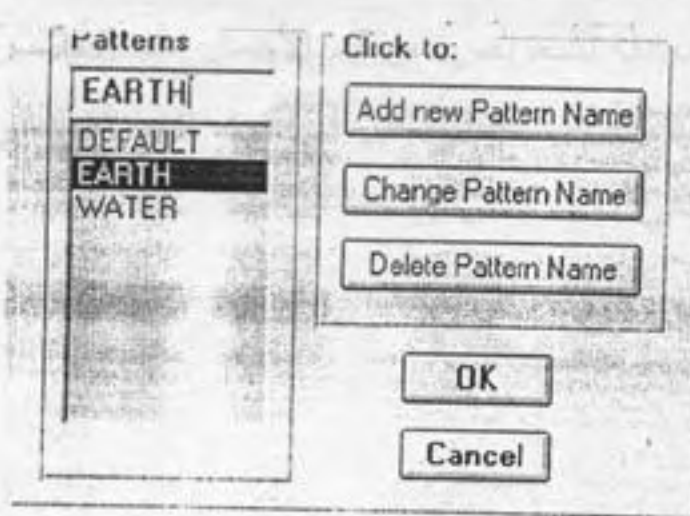 Patterns
EARTH
DEFAULT
EARTH
WATER
Click to:
Add new Pattern Name
Change Pattern Name
Delete Pattern Name
OK
Cancel